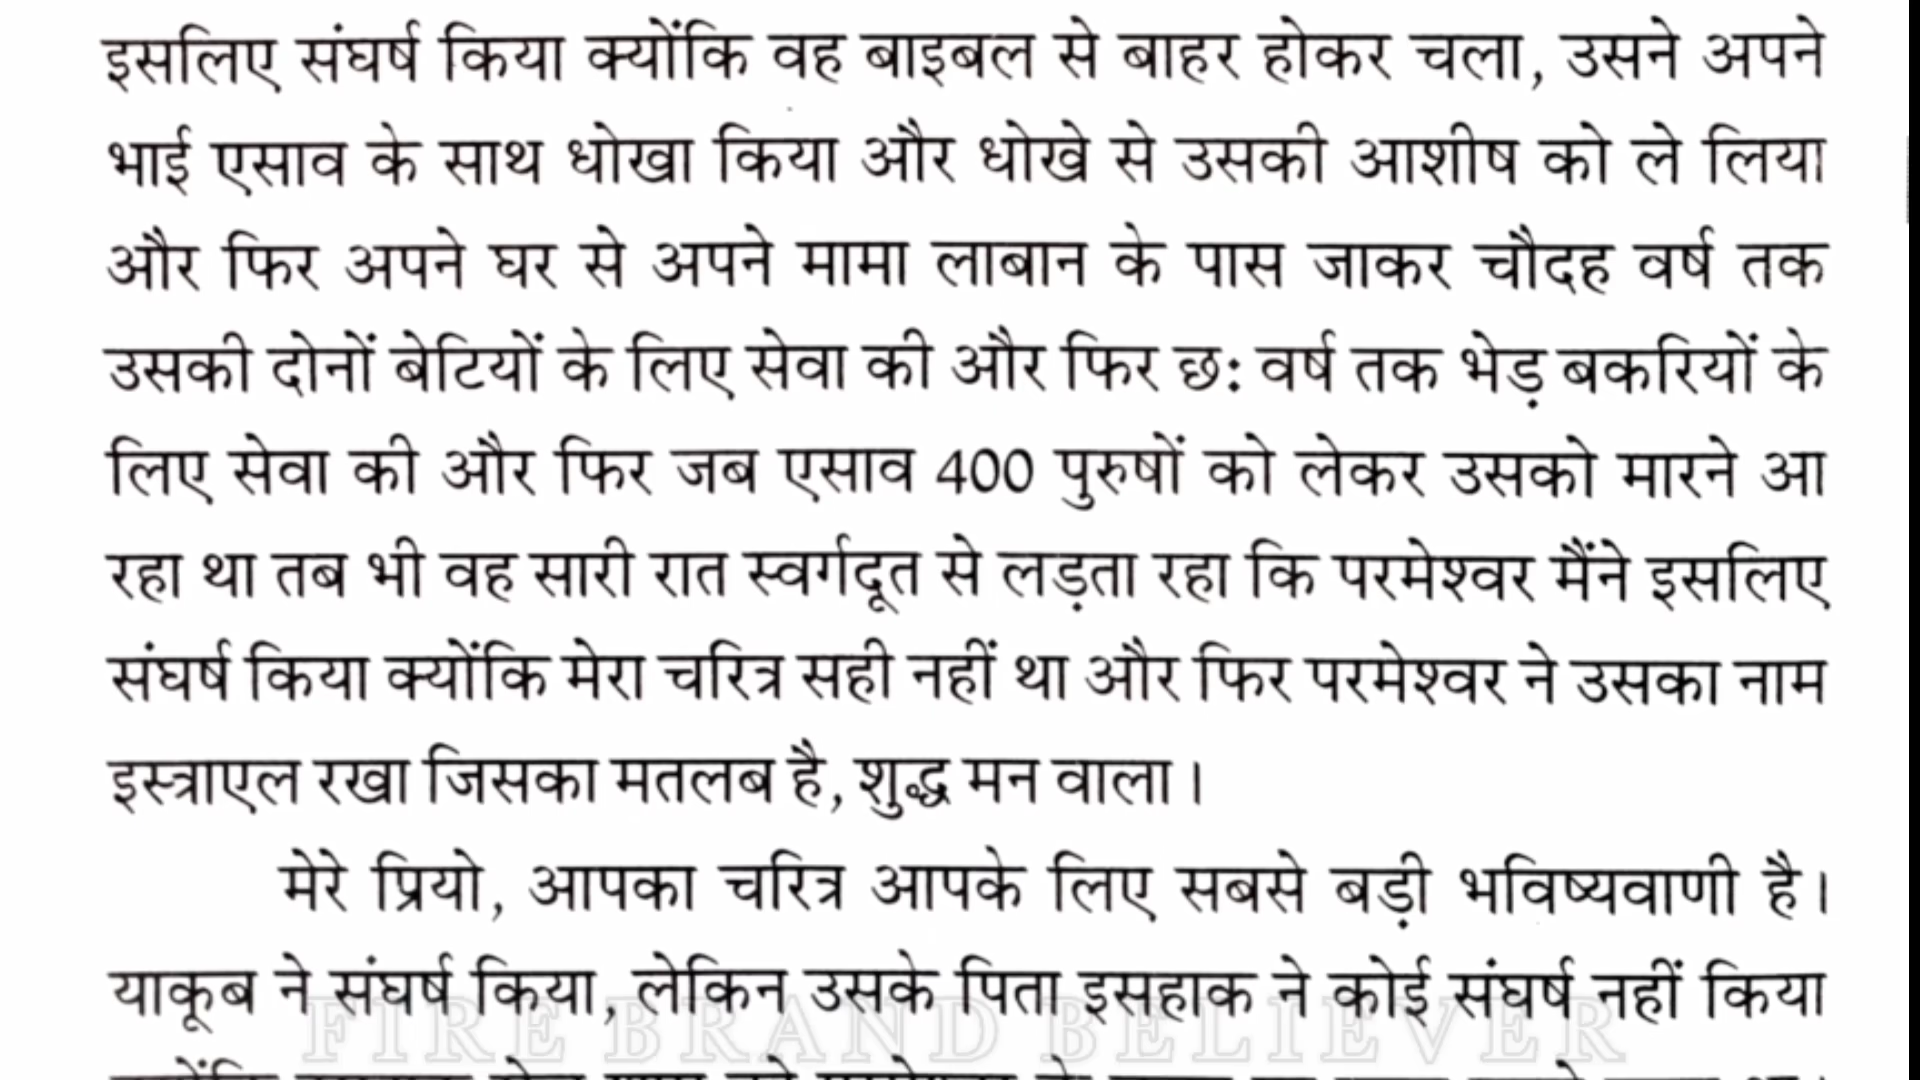 इसलिए संघर्ष किया क्योंकि वह बाइबल से बाहर होकर चला, उसने अपने
भाई एसाव के साथ धोखा किया और धोखे से उसकी आशीष को ले लिया
और फिर अपने घर से अपने मामा लाबान के पास जाकर चौदह वर्ष तक
उसकी दोनों बेटियों के लिए सेवा की और फिर छः वर्ष तक भेड़ बकरियों के
लिए सेवा की और फिर जब एसाव 400 पुरुषों को लेकर उसको मारने आ
रहा था तब भी वह सारी रात स्वर्गदूत से लड़ता रहा कि परमेश्वर मैंने इसलिए
संघर्ष किया क्योंकि मेरा चरित्र सही नहीं था और फिर परमेश्वर ने उसका नाम
इस्त्राएल रखा जिसका मतलब है, शुद्ध मन वाला।
मेरे प्रियो, आपका चरित्र आपके लिए सबसे बड़ी भविष्यवाणी है।
याकूब ने संघर्ष किया, लेकिन उसके पिता इसहाक ने कोई संघर्ष नहीं किया
FIRE BRAND BELIEVER